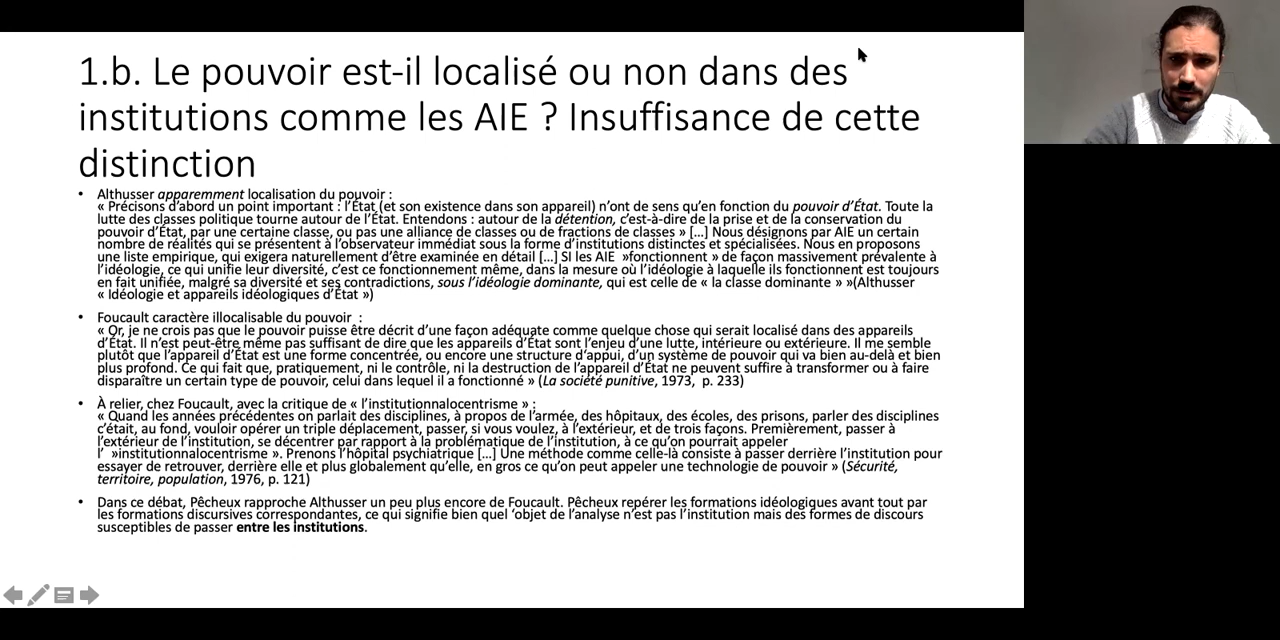 1.b. Le pouvoir est-il localisé ou non dans des
institutions comme les AIE ? Insuffisance de cette
distinction
• Althusser apparemment localisation du pouvoir :
« Précisons d’abord un point important : l’État (et son existence dans son appareil) n’ont de sens qu’en fonction du pouvoir d’État. Toute la
lutte des classes politique tourne autour de l’État. Entendons : autour de la détention, c’est-à-dire de la prise et de la conservation du
pouvoir d’État, par une certaine classe, ou pas une alliance de classes ou de fractions de classes » […] Nous désignons par AIE un certain
nombre de réalités qui se présentent à l’observateur immédiat sous la forme d’institutions distinctes et spécialisées. Nous en proposons
une liste empirique, qui exigera naturellement d’être examinée en détail […] SI les AIE »fonctionnent » de façon massivement prévalente à
l’idéologie, ce qui unifie leur diversité, c’est ce fonctionnement même, dans la mesure où l’idéologie à laquelle ils fonctionnent est toujours
en fait unifiée, malgré sa diversité et ses contradictions, sous l’idéologie dominante, qui est celle de « la classe dominante » »(Althusser
« Idéologie et appareils idéologiques d’État »)
• Foucault caractère illocalisable du pouvoir :
« Or, je ne crois pas que le pouvoir puisse être décrit d’une façon adéquate comme quelque chose qui serait localisé dans des appareils
d’État. Il n’est peut-être même pas suffisant de dire que les appareils d’État sont l’enjeu d’une lutte, intérieure ou extérieure. Il me semble
plutôt que l’appareil d’État est une forme concentrée, ou encore une structure d’appui, d’un système de pouvoir qui va bien au-delà et bien
plus profond. Ce qui fait que, pratiquement, ni le contrôle, ni la destruction de l’appareil d’État ne peuvent suffire à transformer ou à faire
disparaître un certain type de pouvoir, celui dans lequel il a fonctionné » (La société punitive, 1973, p. 233)
• À relier, chez Foucault, avec la critique de « l’institutionnalocentrisme » :
« Quand les années précédentes on parlait des disciplines, à propos de l’armée, des hôpitaux, des écoles, des prisons, parler des disciplines
c’était, au fond, vouloir opérer un triple déplacement, passer, si vous voulez, à l’extérieur, et de trois façons. Premièrement, passer à
l’extérieur de l’institution, se décentrer par rapport à la problématique de l’institution, à ce qu’on pourrait appeler
l’ »institutionnalocentrisme ». Prenons l’hôpital psychiatrique […] Une méthode comme celle-là consiste à passer derrière l’institution pour
essayer de retrouver, derrière elle et plus globalement qu’elle, en gros ce qu’on peut appeler une technologie de pouvoir » (Sécurité,
territoire, population, 1976, p. 121)
• Dans ce débat, Pêcheux rapproche Althusser un peu plus encore de Foucault. Pêcheux repérer les formations idéologiques avant tout par
les formations discursives correspondantes, ce qui signifie bien quel ‘objet de l’analyse n’est pas l’institution mais des formes de discours
susceptibles de passer entre les institutions.